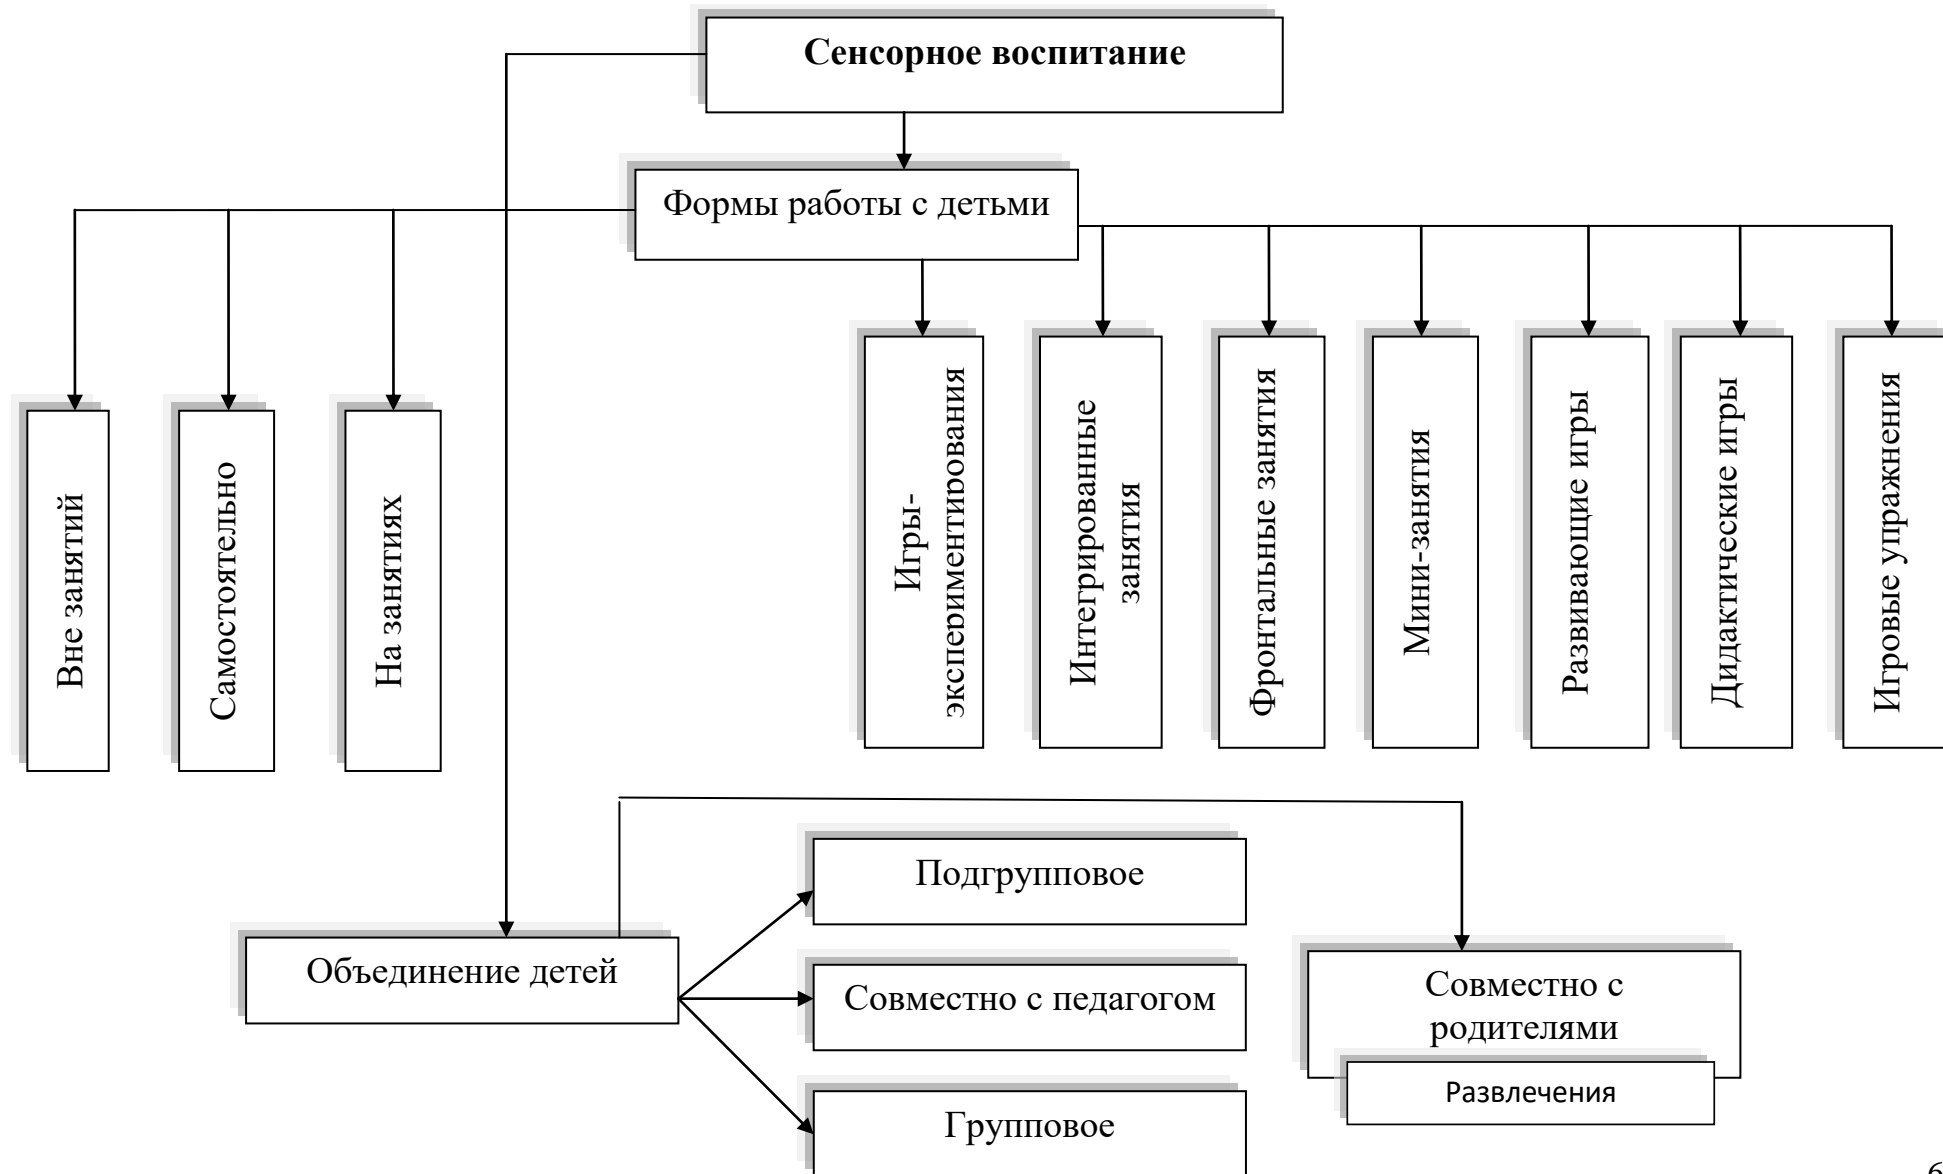 Сенсорное воспитание
Формы работы с детьми
Вне занятий
Самостоятельно
На занятиях
Игры-
экспериментирования
Интегрированные
занятия
Фронтальные занятия
Мини-занятия
Развивающие игры
Дидактические игры
Игровые упражнения
Объединение детей
Подгрупповое
Совместно с педагогом
Групповое
Совместно с
родителями
Развлечения
6